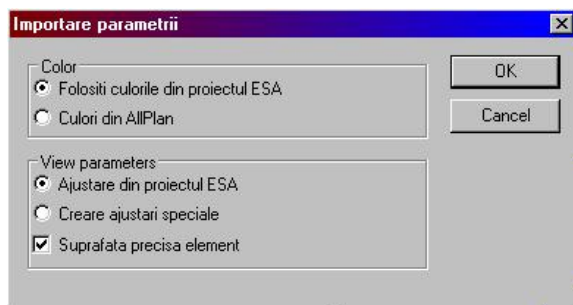 Importare parametrii
Color
Folositi culorile din proiectul ESA
Culori din AllPlan
OK
Cancel
View parameters
Ajustare din proiectul ESA
Creare ajustari speciale
Suprafata precisa element